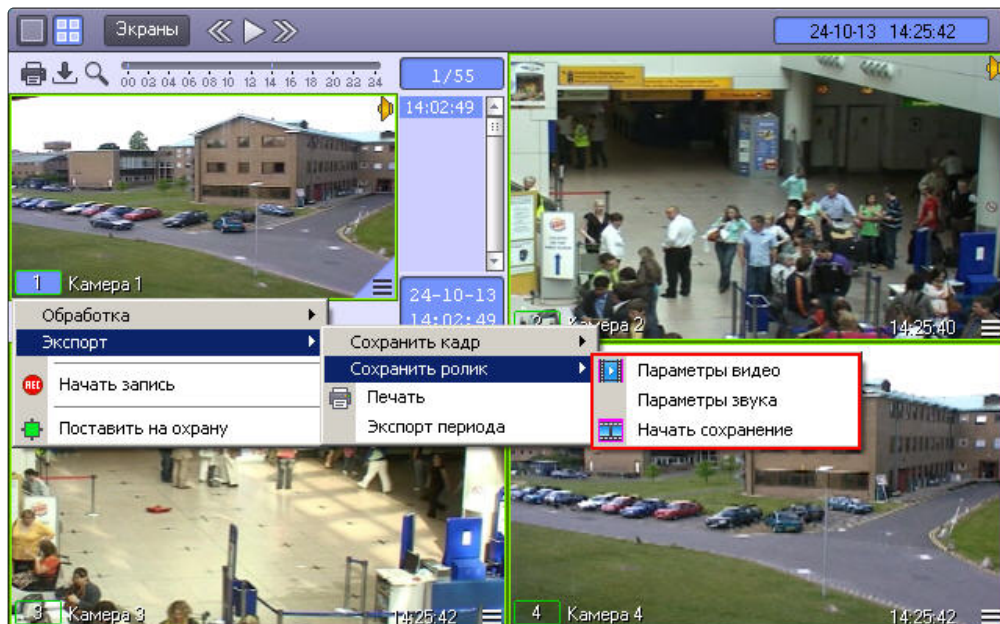 Экраны
24-10-13 14:25:42
00 02 04 06 08 10 12 14 16 18 20 22 24
1/55
14:02:49
1 Камера 1
24-10-13
14:02:49
2 Камера 2
14:25:40
Обработка
Экспорт
REC Начать запись
Поставить на охрану
Сохранить кадр
Сохранить ролик
Печать
Экспорт периода
Параметры видео
Параметры звука
Начать сохранение
3 Камера 3
14:25:42
4 Камера 4
14:25:42